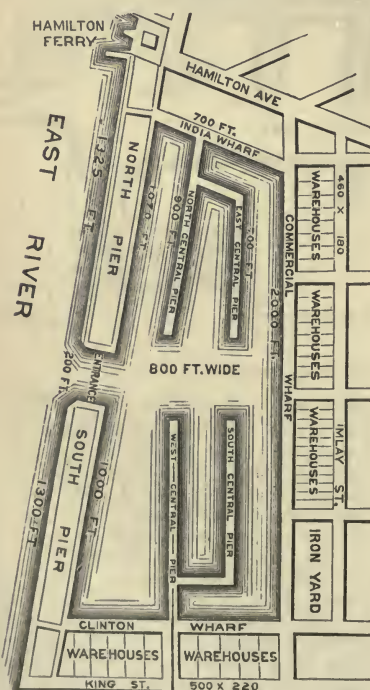 HAMILTON
FERRY
HAMILTON AVE
700 FT.
INDIA WHARF
EAST RIVER
1325 FT.
NORTH PIER
1070 FT.
NORTH CENTRAL PIER
800 FT.
EAST CENTRAL PIER
700 FT.
COMMERCIAL WHARF
2000 FT.
460 X 180
WAREHOUSES
WAREHOUSES
WAREHOUSES
IMLAY ST.
IRON YARD
ENTRANCE
200 FT.
800 FT. WIDE
SOUTH PIER
1000 FT.
1300 FT.
WEST CENTRAL PIER
SOUTH CENTRAL PIER
CLINTON WHARF
WAREHOUSES
WAREHOUSES
KING ST. 500 X 220